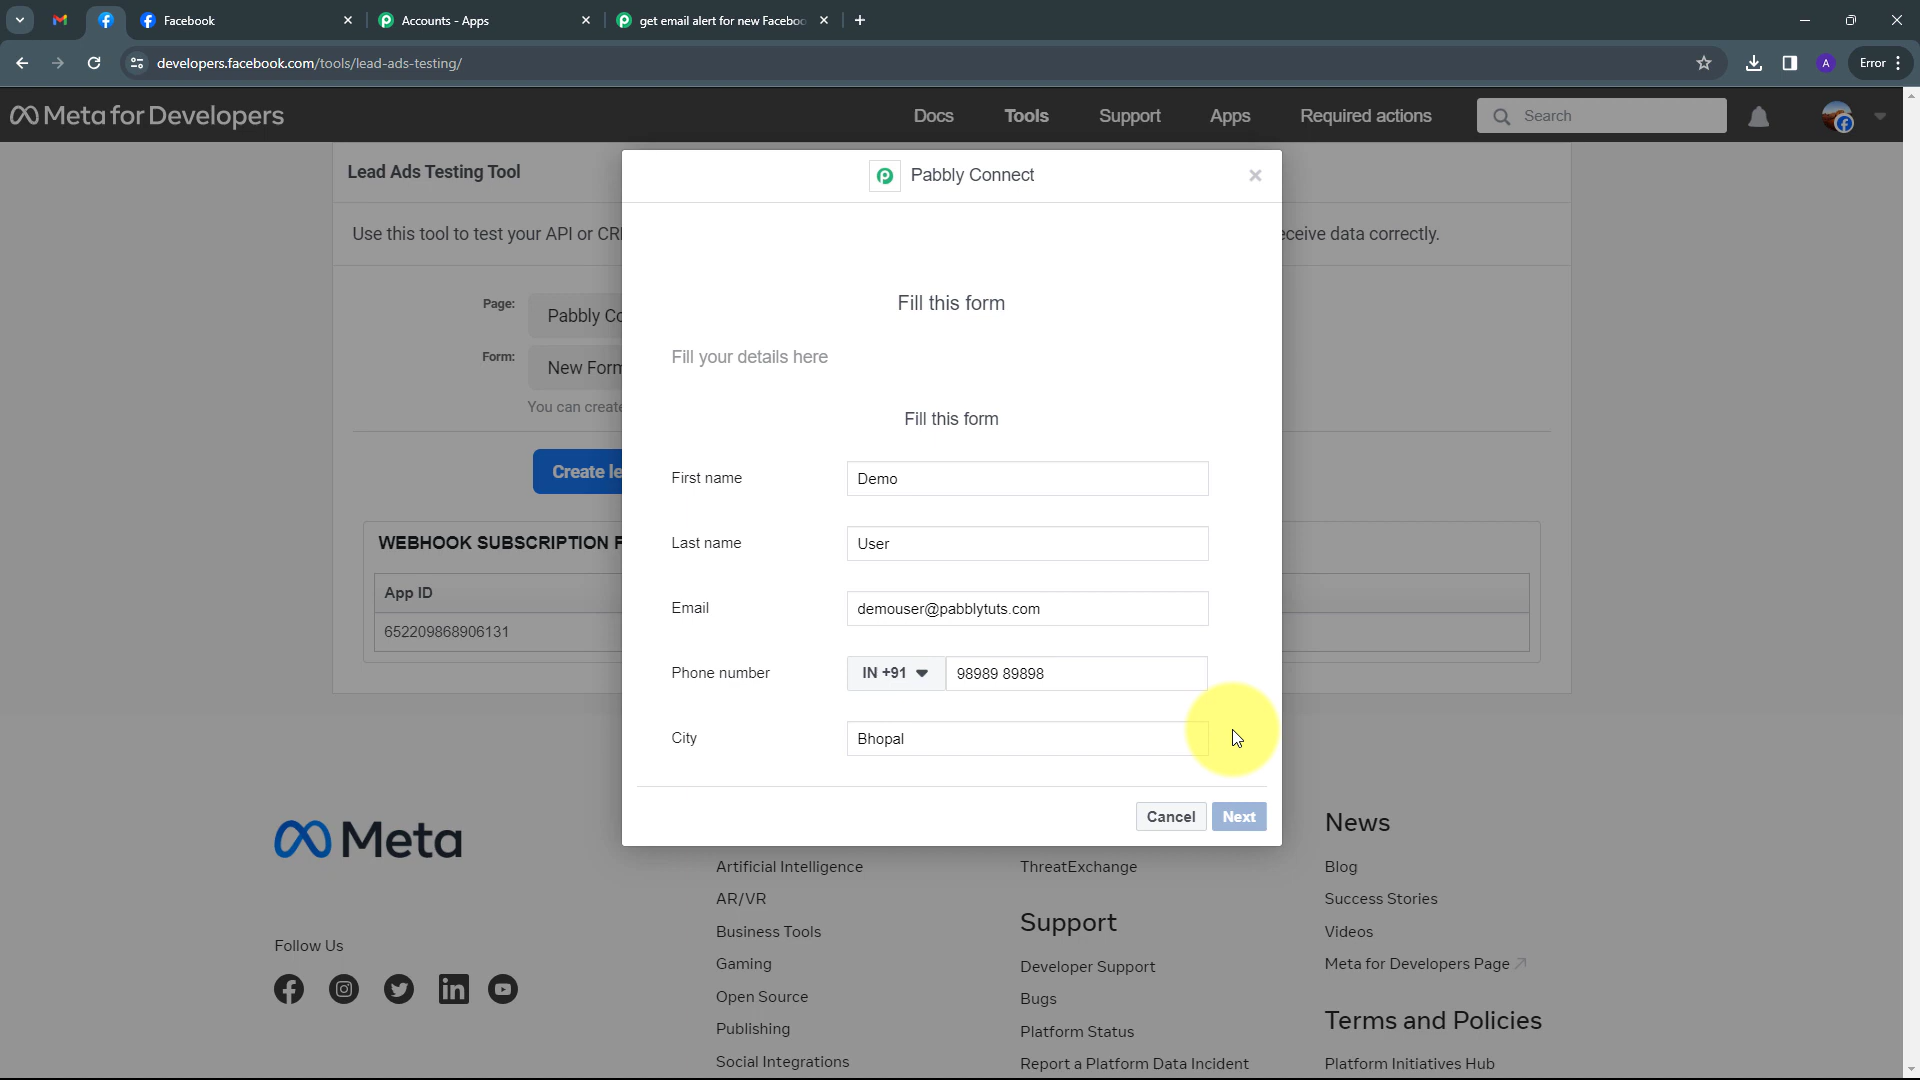 Facebook
Accounts - Apps
get email alert for new Faceboo
developers.facebook.com/tools/lead-ads-testing/
A
Error
Meta for Developers
Docs
Tools
Support
Apps
Required actions
Search
Lead Ads Testing Tool
Pabbly Connect
Use this tool to test your API or CR
eceive data correctly.
Page:
Pabbly Co
Fill this form
Form:
New Form
Fill your details here
You can create
Fill this form
Create le
First name
Demo
WEBHOOK SUBSCRIPTION F
Last name
User
App ID
Email
demouser@pabblytuts.com
652209868906131
Phone number
IN +91
98989 89898
City
Bhopal
Cancel
Next
Meta
News
Artificial Intelligence
ThreatExchange
Blog
AR/VR
Success Stories
Support
Business Tools
Videos
Follow Us
Gaming
Developer Support
Meta for Developers Page
Open Source
Bugs
Terms and Policies
Publishing
Platform Status
Social Integrations
Report a Platform Data Incident
Platform Initiatives Hub